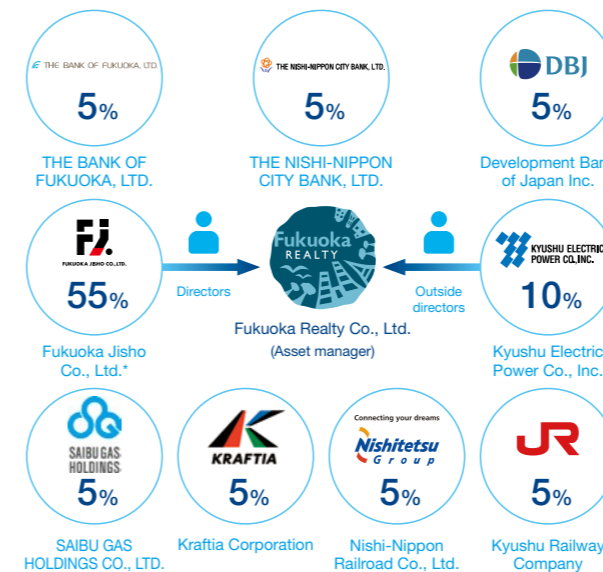 THE BANK OF FUKUOKA, LTD.
5%
THE BANK OF
FUKUOKA, LTD.
THE NISHI-NIPPON CITY BANK, LTD.
5%
THE NISHI-NIPPON
CITY BANK, LTD.
DBJ
5%
Development Ban
of Japan Inc.
FJ.
FUKUOKA JISHO CO., LTD.
55%
Fukuoka Jisho
Co., Ltd.*
Directors
Fukuoka
REALTY
Fukuoka Realty Co., Ltd.
(Asset manager)
Outside
directors
KYUSHU ELECTRIC
POWER CO.,INC.
10%
Kyushu Electric
Power Co., Inc.
SAIBU GAS
HOLDINGS
5%
SAIBU GAS
HOLDINGS CO., LTD.
KRAFTIA
5%
Kraftia Corporation
Connecting your dreams
Nishitetsu
Group
5%
Nishi-Nippon
Railroad Co., Ltd.
JR
5%
Kyushu Railway
Company